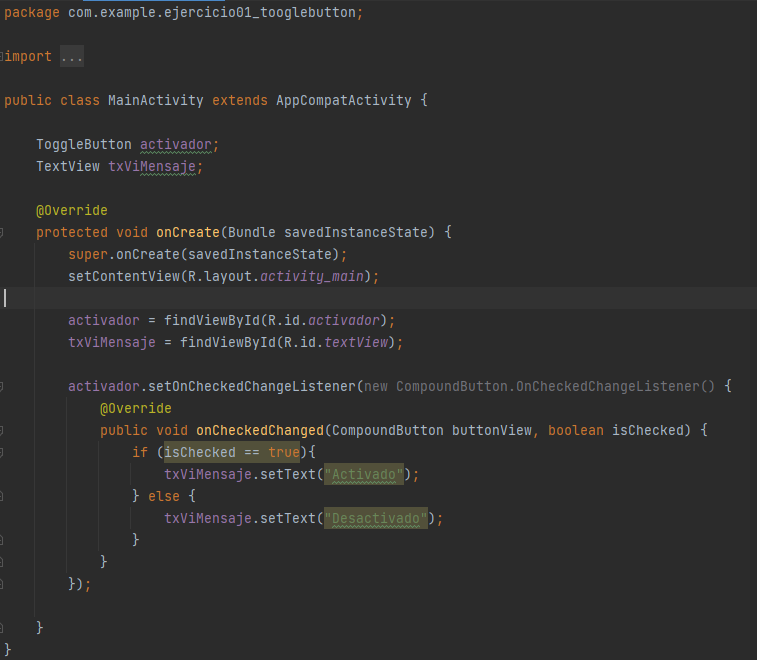 package com.example.ejercicio01_tooglebutton;
import ...
public class MainActivity extends AppCompatActivity {
ToggleButton activador;
TextView txViMensaje;
@Override
protected void onCreate(Bundle savedInstanceState) {
super.onCreate(savedInstanceState);
setContentView(R.layout.activity_main);
activador = findViewById(R.id.activador);
txViMensaje = findViewById(R.id.textView);
activador.setOnCheckedChangeListener(new CompoundButton.OnCheckedChangeListener() {
@Override
public void onCheckedChanged(CompoundButton buttonView, boolean isChecked) {
if (isChecked == true){
txViMensaje.setText("Activado");
} else {
txViMensaje.setText("Desactivado");
}
}
});
}
}